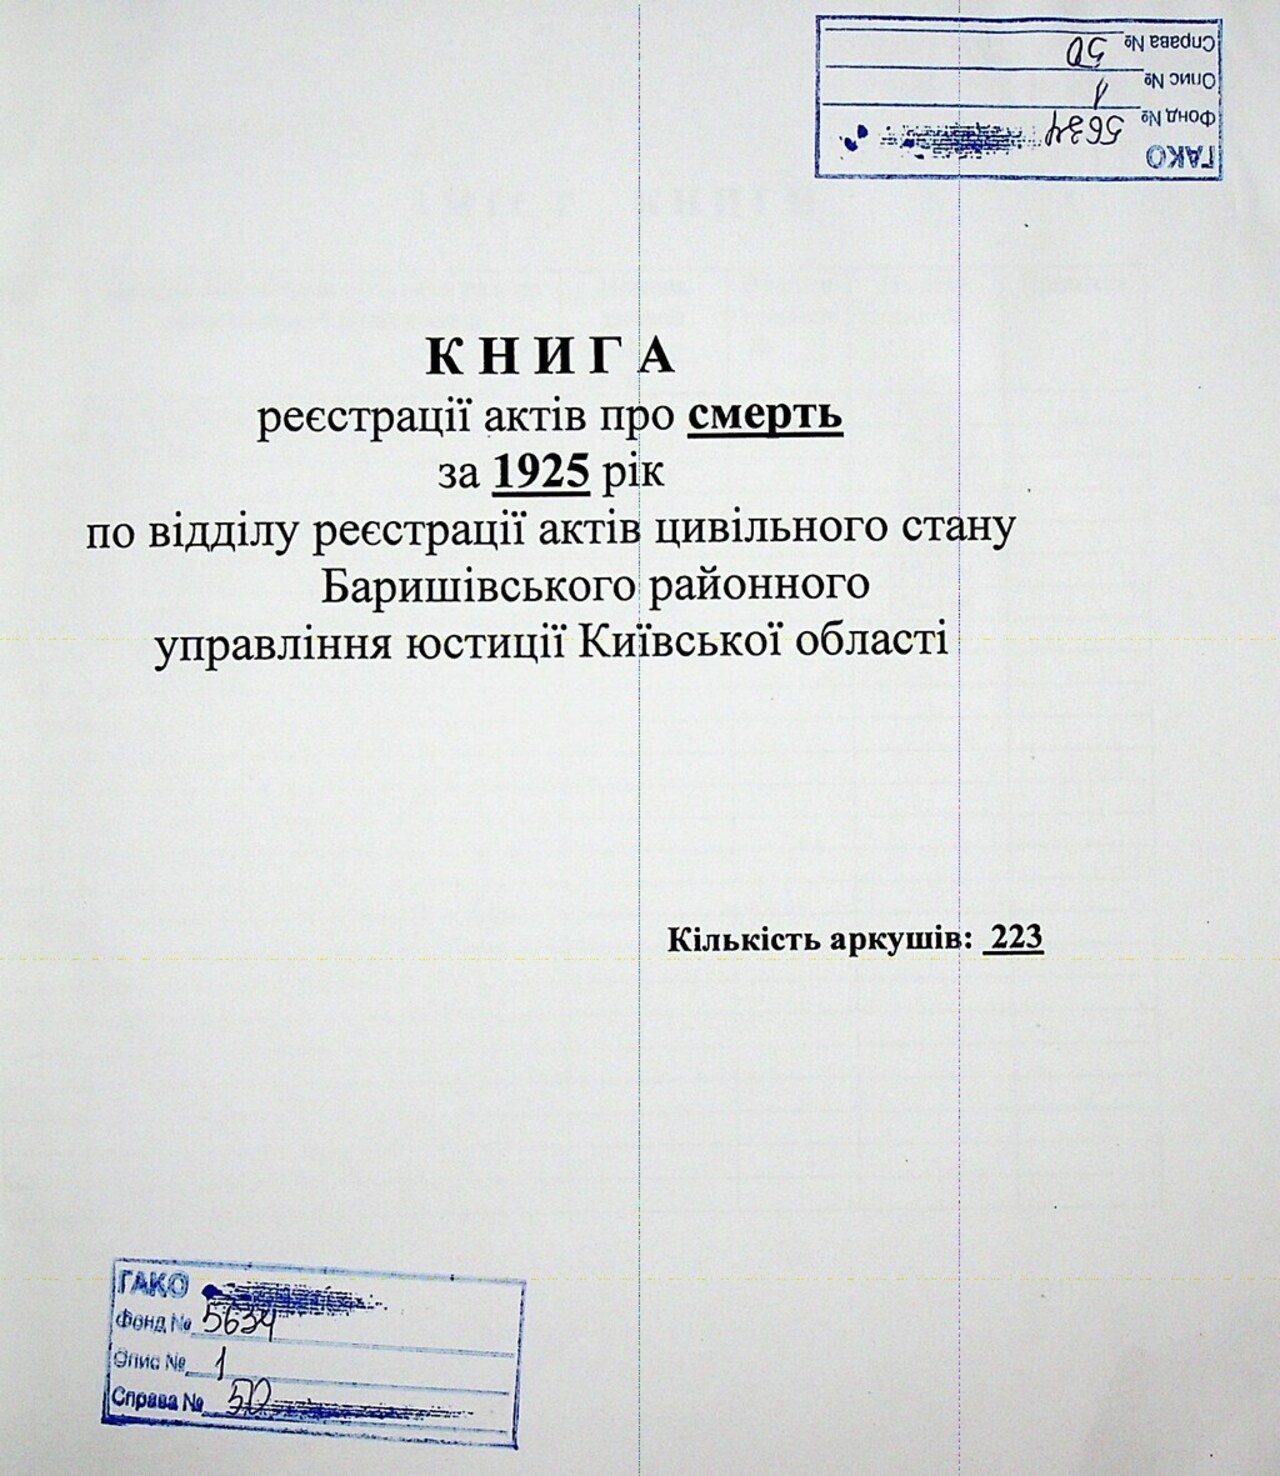 ГАКО
Фонд № 5634
Опис № 1
Справа № 50
К Н И Г А
реєстрації актів про смерть
за 1925 рік
по відділу реєстрації актів цивільного стану
Баришівського районного
управління юстиції Київської області
Кількість аркушів: 223
ГАКО
Фонд № 5634
Опис № 1
Справа № 50